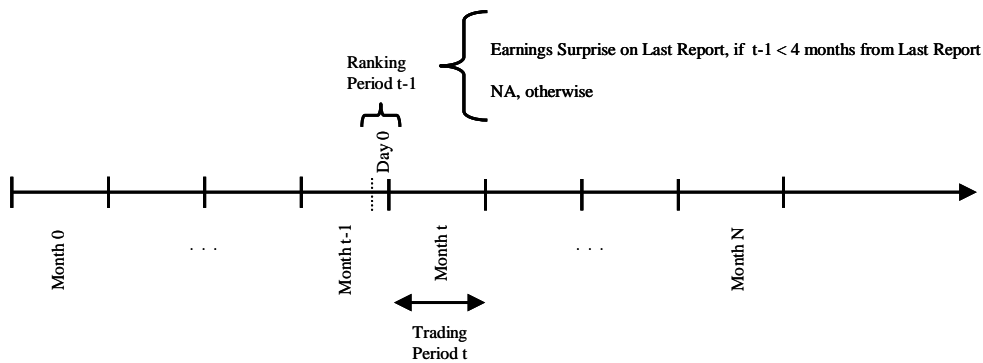 Earnings Surprise on Last Report, if t-1 < 4 months from Last Report
Ranking
Period t-1
NA, otherwise
Day 0
Month 0
. . .
Month t-1
Month t
. . .
Month N
Trading
Period t